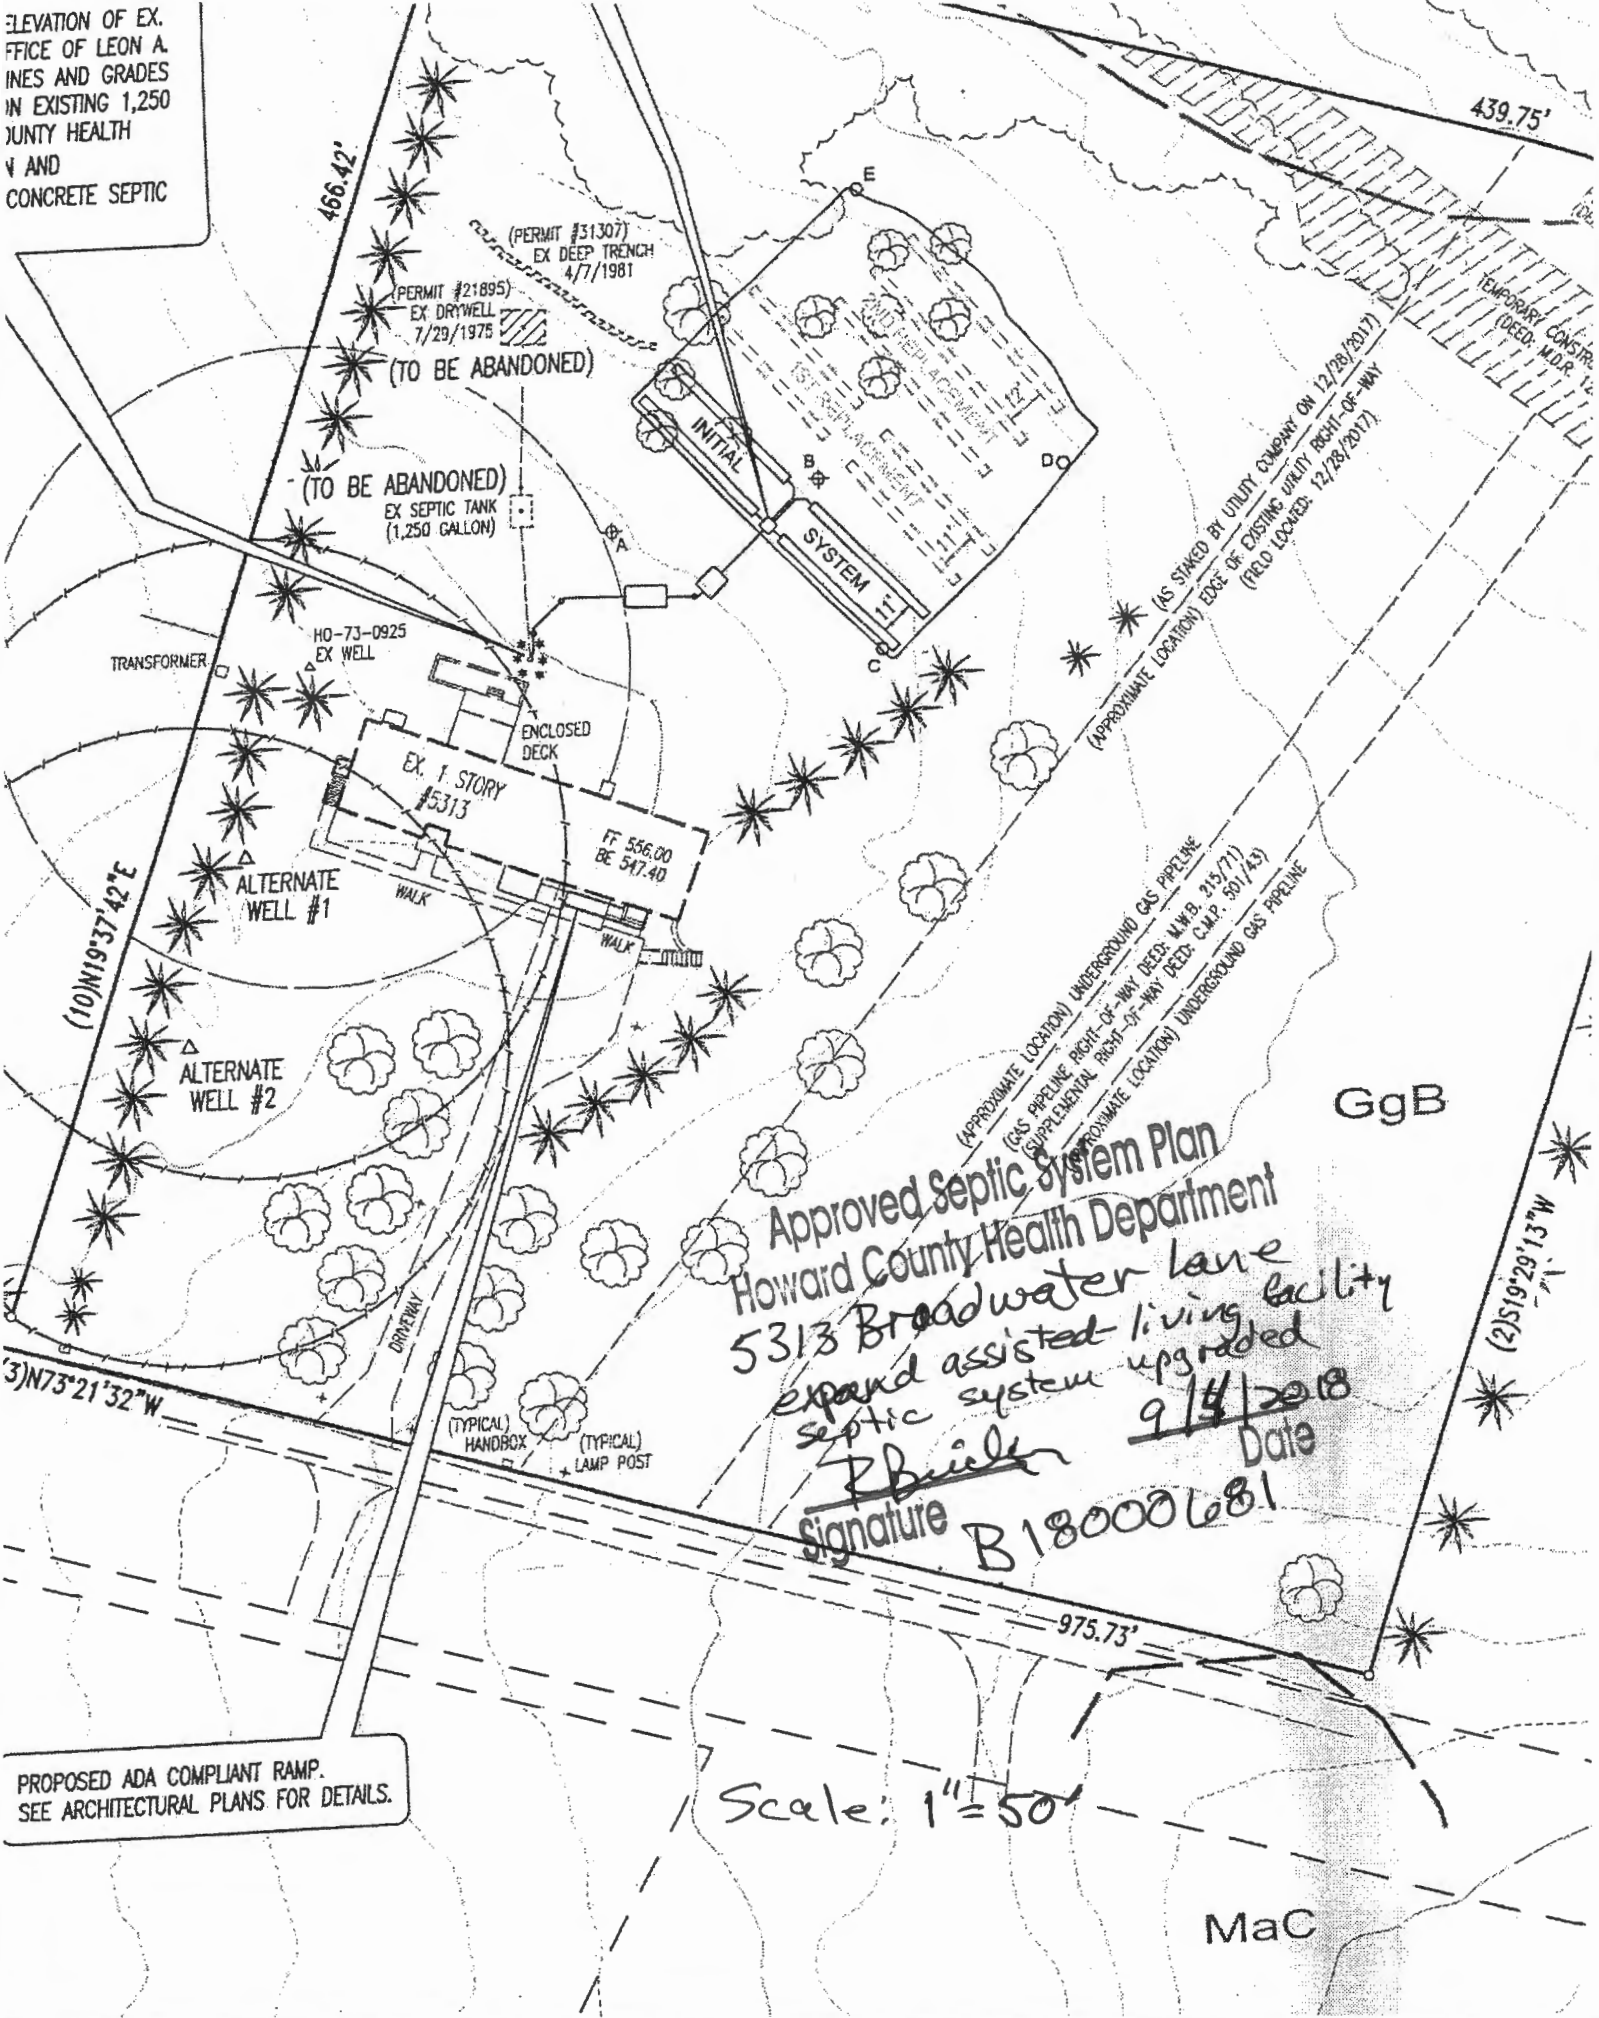 ELEVATION OF EX.
FFICE OF LEON A.
INES AND GRADES
N EXISTING 1,250
OUNTY HEALTH
AND
CONCRETE SEPTIC
466.42'
439.75'
E
(PERMIT #31307)
EX DEEP TRENCH
4/7/1981
(PERMIT #21895)
EX DRYWELL
7/29/1975
(TO BE ABANDONED)
TEMPORARY CONSTR
(DEED: M.D.R. 12
2ND REPLACEMENT
1ST REPLACEMENT
12'
INITIAL
SYSTEM
11'
11'
B
D
A
C
(TO BE ABANDONED)
EX SEPTIC TANK
(1,250 GALLON)
(AS STAKED BY UTILITY COMPANY ON 12/28/2017)
(APPROXIMATE LOCATION) EDGE OF EXISTING UTILITY RIGHT-OF-WAY
(FIELD LOCATED: 12/28/2017)
HO-73-0925
EX WELL
TRANSFORMER
ENCLOSED
DECK
EX. 1 STORY
#5313
FF 556.00
BE 547.40
WALK
WALK
ALTERNATE
WELL #1
(10)N19°37'42"E
ALTERNATE
WELL #2
(APPROXIMATE LOCATION) UNDERGROUND GAS PIPELINE
(GAS PIPELINE RIGHT-OF-WAY DEED: M.W.B. 215/71)
(SUPPLEMENTAL RIGHT-OF-WAY DEED: C.M.P. 501/43)
(APPROXIMATE LOCATION) UNDERGROUND GAS PIPELINE
GgB
Approved Septic System Plan
Howard County Health Department
5313 Broadwater Lane
expand assisted-living facility
septic system upgraded
9/4/2018
Date
Signature
B18000681
(2)S19°29'13"W
DRIVEWAY
3)N73°21'32"W
(TYPICAL)
HANDBOX
(TYPICAL)
LAMP POST
975.73'
PROPOSED ADA COMPLIANT RAMP.
SEE ARCHITECTURAL PLANS FOR DETAILS.
Scale: 1"=50'
MaC